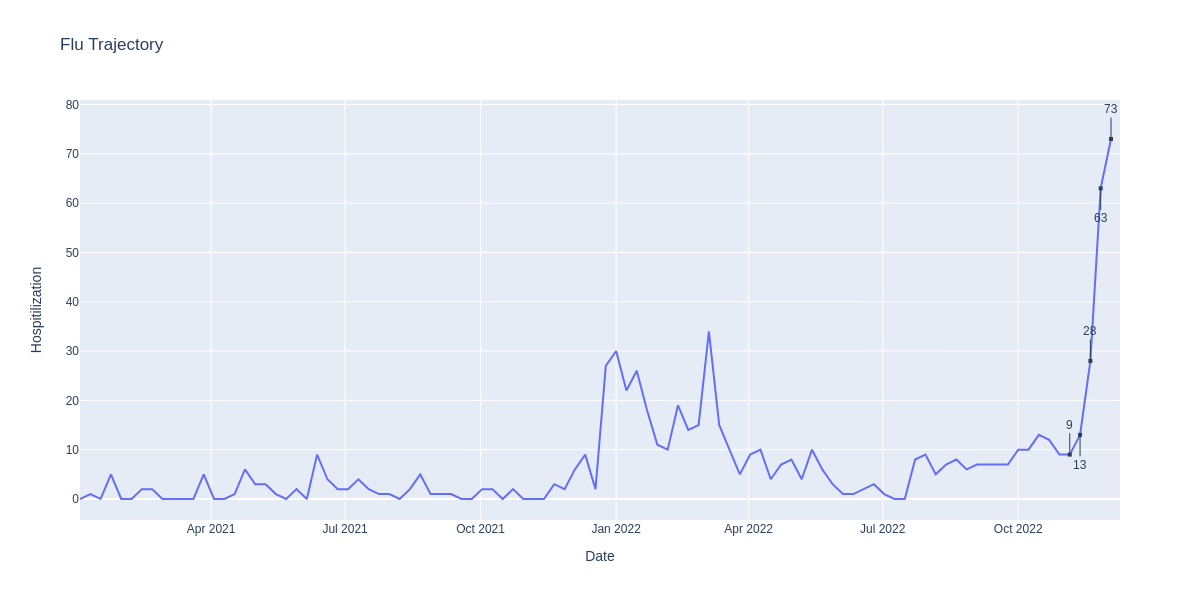 Flu Trajectory
80
70
60
50
40
30
20
10
0
Hospitilization
73
63
28
9
13
Apr 2021
Jul 2021
Oct 2021
Jan 2022
Apr 2022
Jul 2022
Oct 2022
Date